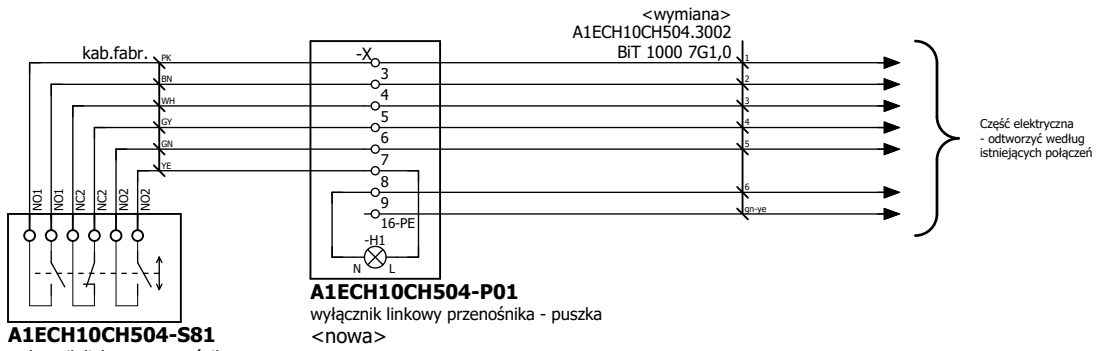 <wymiana>
A1ECH10CH504.3002
BiT 1000 7G1,0
kab.fabr.
-X
PK
BN
WH
GY
GN
YE
3
4
5
6
7
8
9
16-PE
1
2
3
4
5
6
gn-ye
Część elektryczna
- odtworzyć według
istniejących połączeń
NO1
NO1
NC2
NC2
NO2
NO2
-H1
N
L
A1ECH10CH504-P01
wyłącznik linkowy przenośnika - puszka
<nowa>
A1ECH10CH504-S81